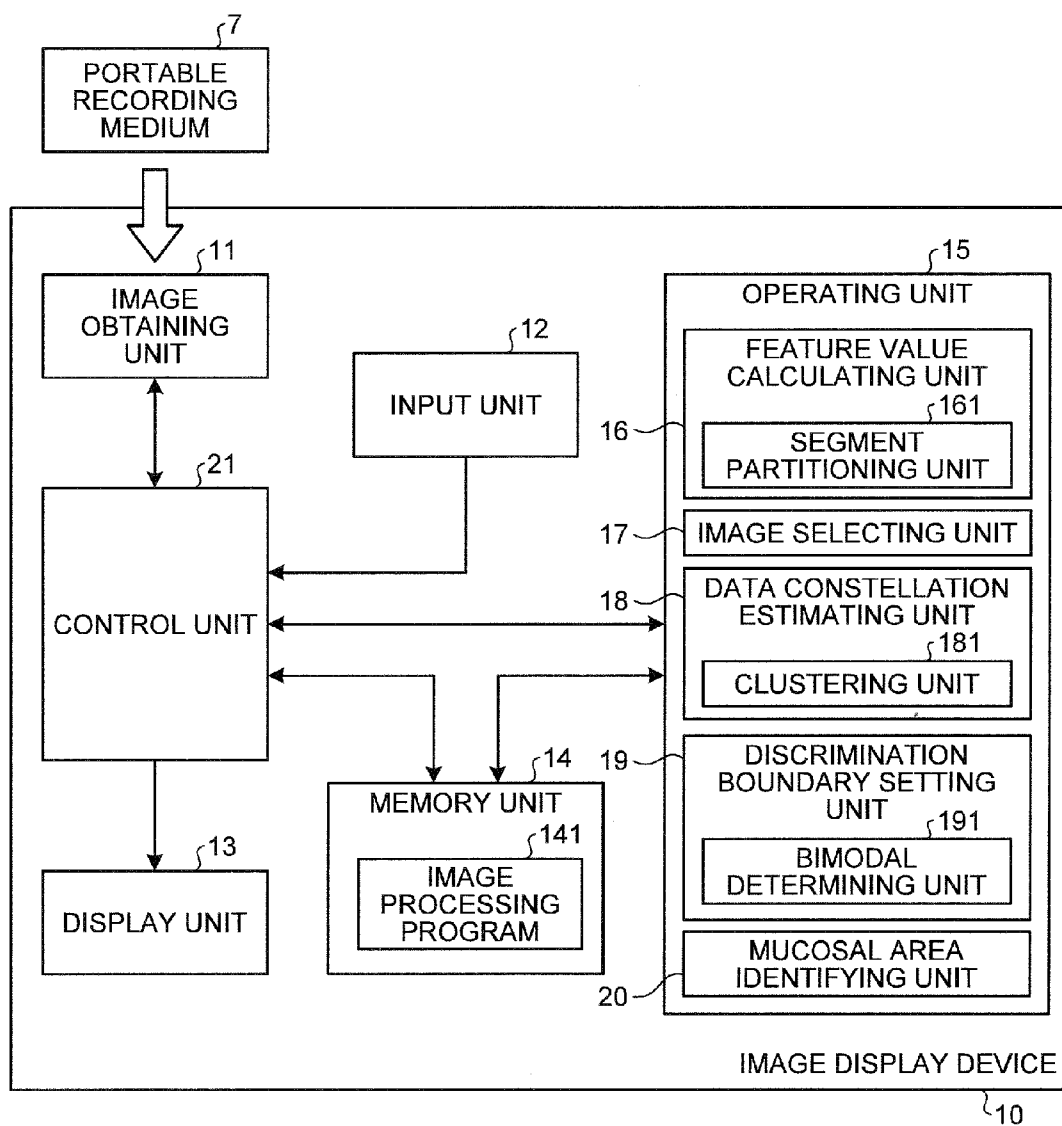 7
PORTABLE
RECORDING
MEDIUM
11
IMAGE
OBTAINING
UNIT
12
INPUT UNIT
21
CONTROL UNIT
13
DISPLAY UNIT
14
MEMORY UNIT
141
IMAGE
PROCESSING
PROGRAM
15
OPERATING UNIT
FEATURE VALUE
CALCULATING UNIT
161
16
SEGMENT
PARTITIONING UNIT
17
IMAGE SELECTING UNIT
18
DATA CONSTELLATION
ESTIMATING UNIT
181
CLUSTERING UNIT
19
DISCRIMINATION
BOUNDARY SETTING
UNIT
191
BIMODAL
DETERMINING UNIT
MUCOSAL AREA
IDENTIFYING UNIT
20
IMAGE DISPLAY DEVICE
10